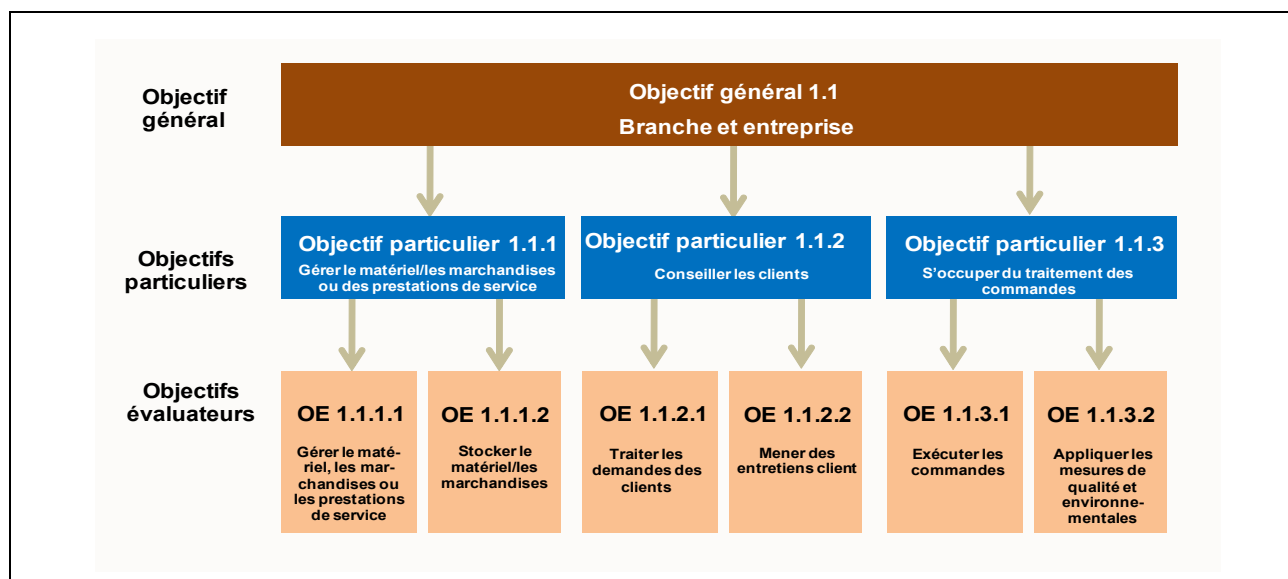 Objectif
général
Objectif général 1.1
Branche et entreprise
Objectifs
particuliers
Objectif particulier 1.1.1
Gérer le matériel/les marchandises
ou des prestations de service
Objectif particulier 1.1.2
Conseiller les clients
Objectif particulier 1.1.3
S'occuper du traitement des
commandes
Objectifs
évaluateurs
OE 1.1.1.1
Gérer le maté-
riel, les mar-
chandises ou
les prestations
de service
OE 1.1.1.2
Stocker le
matériel/les
marchandises
OE 1.1.2.1
Traiter les
demandes des
clients
OE 1.1.2.2
Mener des
entretiens client
OE 1.1.3.1
Exécuter les
commandes
OE 1.1.3.2
Appliquer les
mesures de
qualité et
environne-
mentales